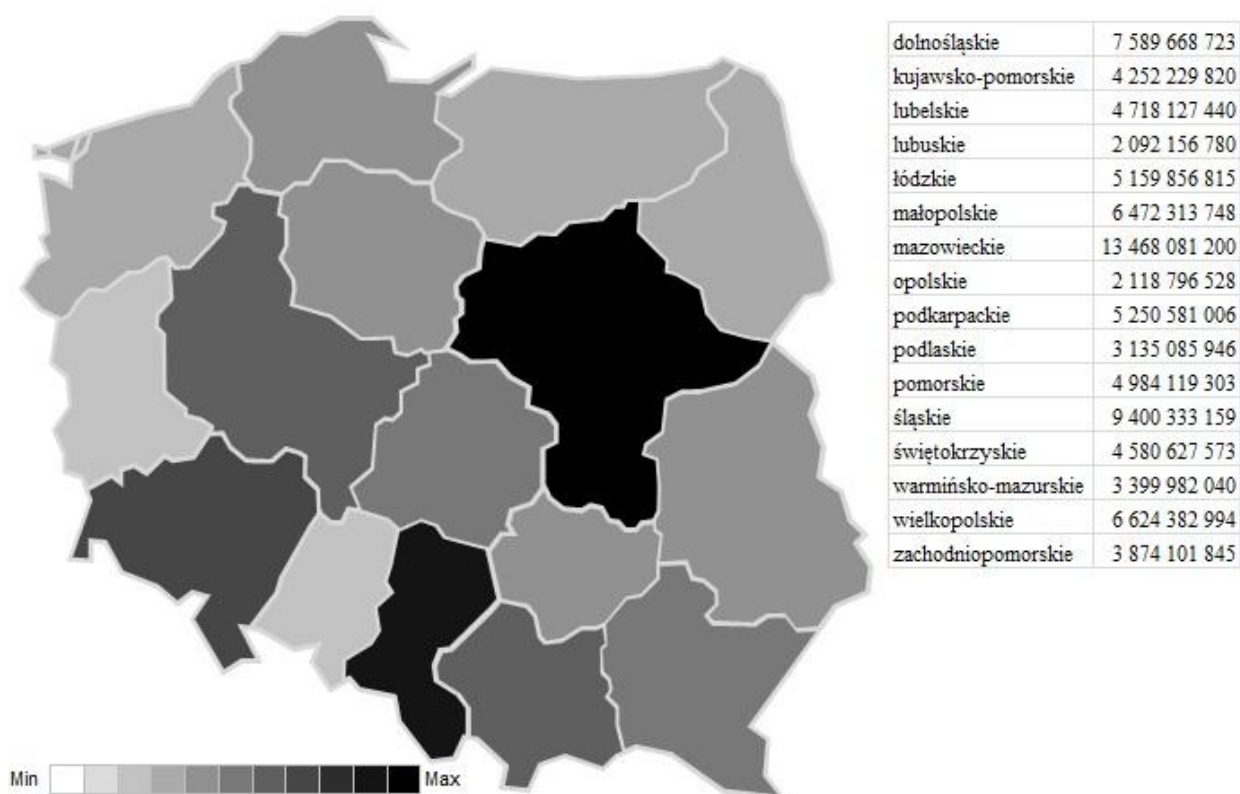 dolnośląskie 7 589 668 723
kujawsko-pomorskie 4 252 229 820
lubelskie 4 718 127 440
lubuskie 2 092 156 780
łódzkie 5 159 856 815
małopolskie 6 472 313 748
mazowieckie 13 468 081 200
opolskie 2 118 796 528
podkarpackie 5 250 581 006
podlaskie 3 135 085 946
pomorskie 4 984 119 303
śląskie 9 400 333 159
świętokrzyskie 4 580 627 573
warmińsko-mazurskie 3 399 982 040
wielkopolskie 6 624 382 994
zachodniopomorskie 3 874 101 845
Min Max